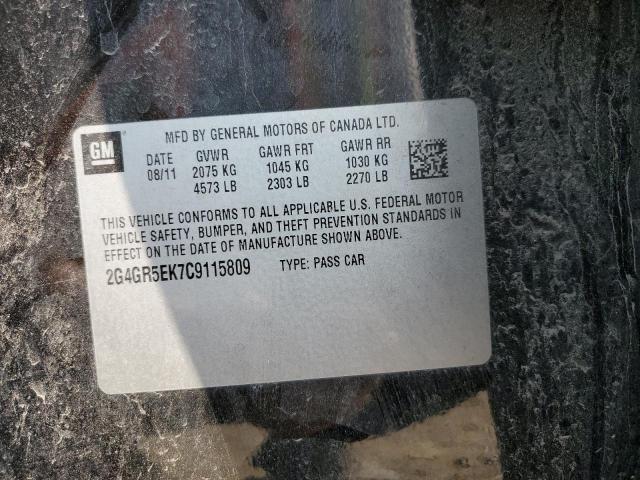 GM
MFD BY GENERAL MOTORS OF CANADA LTD.
DATE GVWR GAWR FRT GAWR RR
08/11 2075 KG 1045 KG 1030 KG
4573 LB 2303 LB 2270 LB
THIS VEHICLE CONFORMS TO ALL APPLICABLE U.S. FEDERAL MOTOR
VEHICLE SAFETY, BUMPER, AND THEFT PREVENTION STANDARDS IN
EFFECT ON THE DATE OF MANUFACTURE SHOWN ABOVE.
2G4GR5EK7C9115809 TYPE: PASS CAR